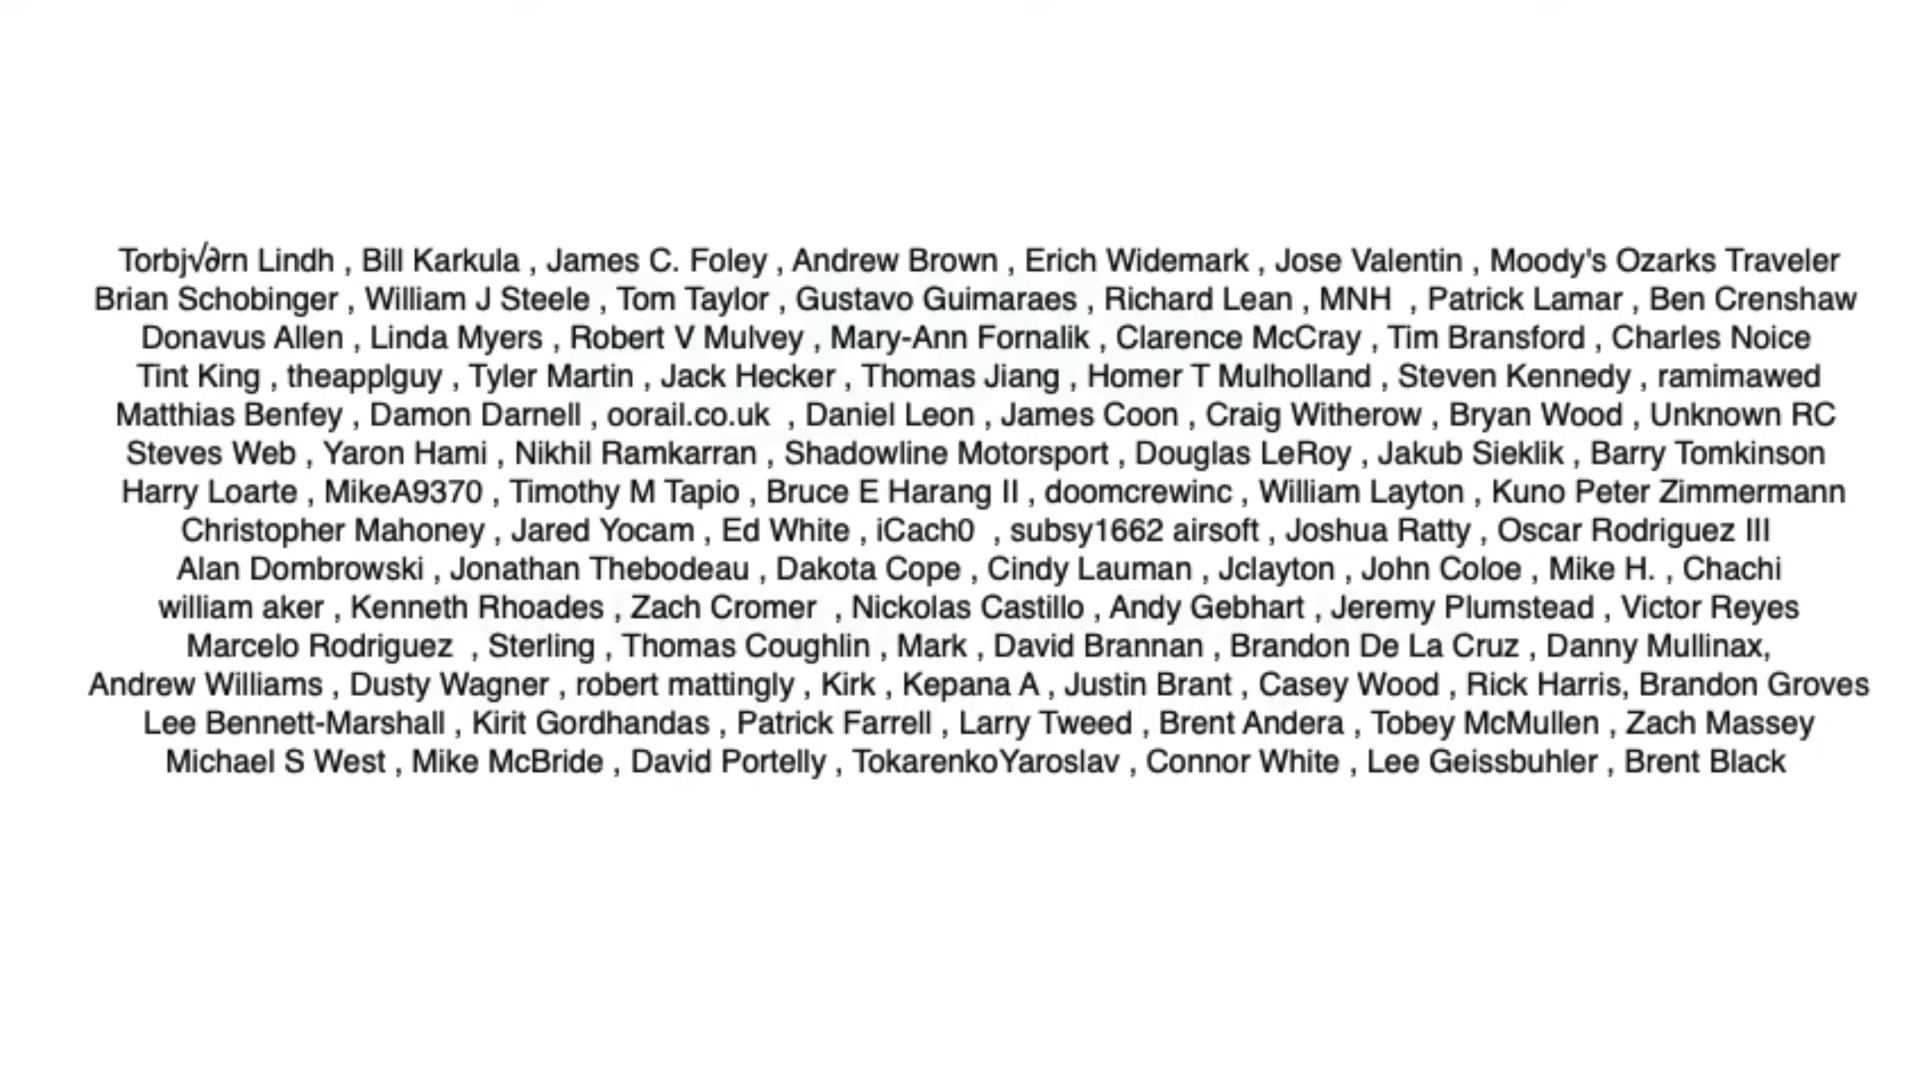 Torbj√∂rn Lindh , Bill Karkula , James C. Foley , Andrew Brown , Erich Widemark , Jose Valentin , Moody's Ozarks Traveler
Brian Schobinger , William J Steele , Tom Taylor , Gustavo Guimaraes , Richard Lean , MNH  , Patrick Lamar , Ben Crenshaw
Donavus Allen , Linda Myers , Robert V Mulvey , Mary-Ann Fornalik , Clarence McCray , Tim Bransford , Charles Noice
Tint King , theapplguy , Tyler Martin , Jack Hecker , Thomas Jiang , Homer T Mulholland , Steven Kennedy , ramimawed
Matthias Benfey , Damon Darnell , oorail.co.uk  , Daniel Leon , James Coon , Craig Witherow , Bryan Wood , Unknown RC
Steves Web , Yaron Hami , Nikhil Ramkarran , Shadowline Motorsport , Douglas LeRoy , Jakub Sieklik , Barry Tomkinson
Harry Loarte , MikeA9370 , Timothy M Tapio , Bruce E Harang II , doomcrewinc , William Layton , Kuno Peter Zimmermann
Christopher Mahoney , Jared Yocam , Ed White , iCach0  , subsy1662 airsoft , Joshua Ratty , Oscar Rodriguez III
Alan Dombrowski , Jonathan Thebodeau , Dakota Cope , Cindy Lauman , Jclayton , John Coloe , Mike H. , Chachi
william aker , Kenneth Rhoades , Zach Cromer  , Nickolas Castillo , Andy Gebhart , Jeremy Plumstead , Victor Reyes
Marcelo Rodriguez  , Sterling , Thomas Coughlin , Mark , David Brannan , Brandon De La Cruz , Danny Mullinax,
Andrew Williams , Dusty Wagner , robert mattingly , Kirk , Kepana A , Justin Brant , Casey Wood , Rick Harris, Brandon Groves
Lee Bennett-Marshall , Kirit Gordhandas , Patrick Farrell , Larry Tweed , Brent Andera , Tobey McMullen , Zach Massey
Michael S West , Mike McBride , David Portelly , TokarenkoYaroslav , Connor White , Lee Geissbuhler , Brent Black